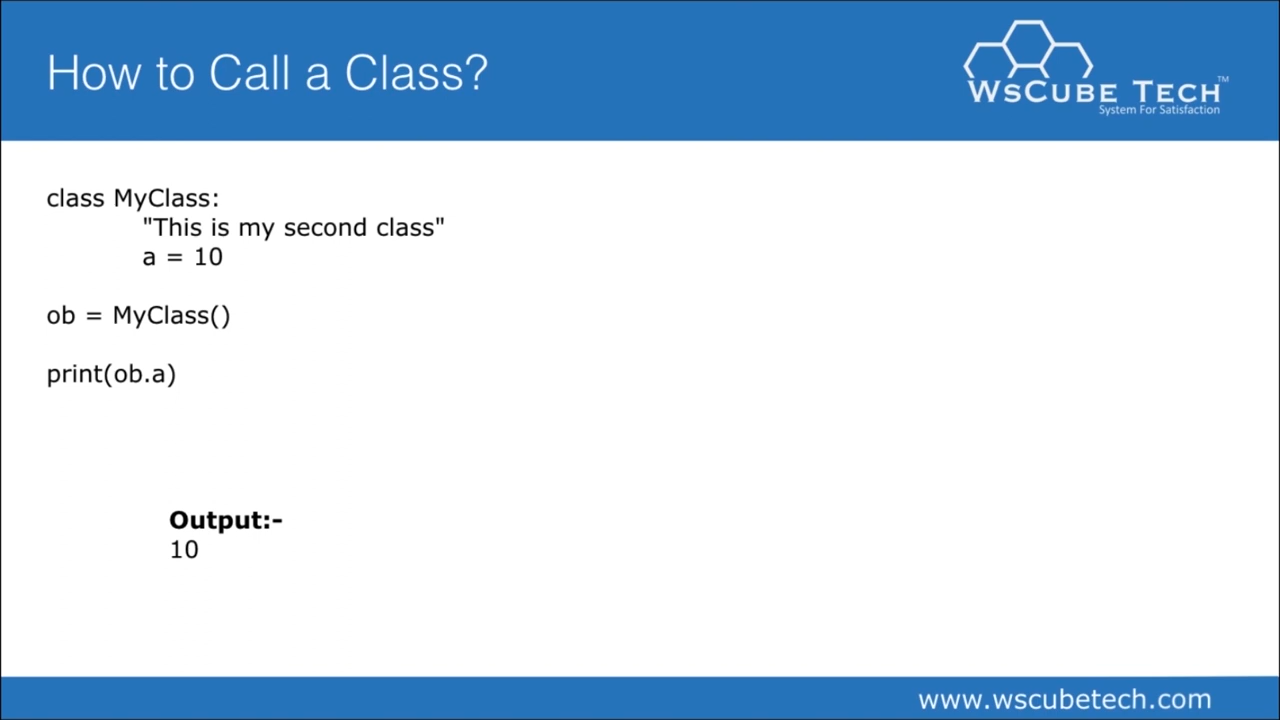 How to Call a Class?
WsCube Tech™
System For Satisfaction
class MyClass:
"This is my second class"
a = 10
ob = MyClass()
print(ob.a)
Output:-
10
www.wscubetech.com